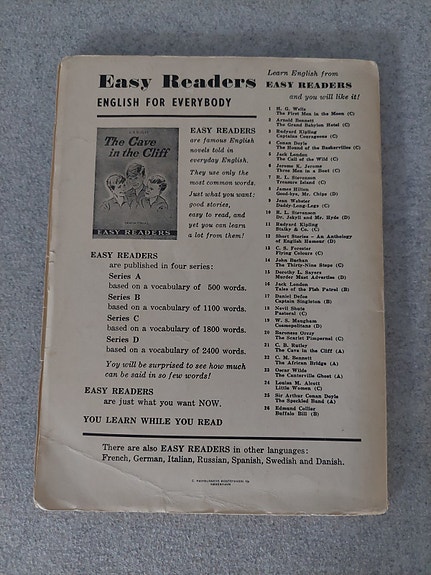 Easy Readers
ENGLISH FOR EVERYBODY
The Cave
in the Cliff
EASY READERS
EASY READERS
are famous English
novels told in
everyday English.
They use only the
most common words.
Just what you want:
good stories,
easy to read, and
yet you can learn
a lot from them!
EASY READERS
are published in four series:
Series A
based on a vocabulary of 500 words.
Series B
based on a vocabulary of 1100 words.
Series C
based on a vocabulary of 1800 words.
Series D
based on a vocabulary of 2400 words.
Yoy will be surprised to see how much
can be said in so few words!
EASY READERS
are just what you want NOW.
YOU LEARN WHILE YOU READ
Learn English from
EASY READERS
and you will like it!
1 H. G. Wells
The First Men in the Moon (C)
2 Arnold Bennett
The Grand Babylon Hotel (C)
3 Rudyard Kipling
Captains Courageous (C)
4 Conan Doyle
The Hound of the Baskervilles (C)
5 Jack London
The Call of the Wild (C)
6 Jerome K. Jerome
Three Men in a Boat (C)
7 R. L. Stevenson
Treasure Island (C)
8 James Hilton
Good-bye, Mr. Chips (D)
9 Jean Webster
Daddy-Long-Legs (C)
10 R. L. Stevenson
Dr. Jekyll and Mr. Hyde (D)
11 Rudyard Kipling
Stalky & Co. (C)
12 Short Stories – An Anthology
of English Humour (D)
13 C. S. Forester
Flying Colours (C)
14 John Buchan
The Thirty-Nine Steps (C)
15 Dorothy L. Sayers
Murder Must Advertise (D)
16 Jack London
Tales of the Fish Patrol (B)
17 Daniel Defoe
Captain Singleton (B)
18 Nevil Shute
Pastoral (C)
19 W. S. Maugham
Cosmopolitans (D)
20 Baroness Orczy
The Scarlet Pimpernel (C)
21 C. B. Rutley
The Cave in the Cliff (A)
22 C. M. Bennett
The African Bridge (A)
23 Oscar Wilde
The Canterville Ghost (A)
24 Louisa M. Alcott
Little Women (C)
25 Sir Arthur Conan Doyle
The Speckled Band (A)
26 Edmund Collier
Buffalo Bill (B)
There are also EASY READERS in other languages:
French, German, Italian, Russian, Spanish, Swedish and Danish.